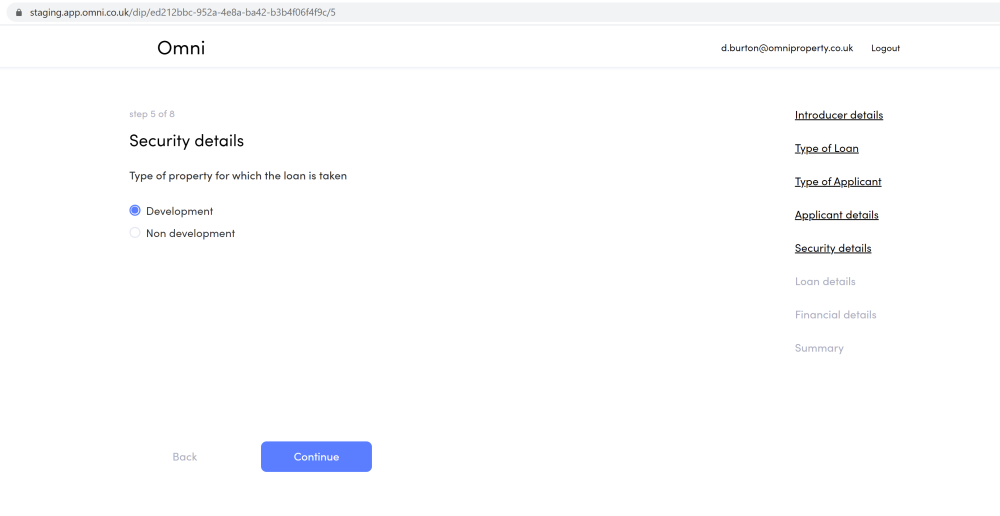 staging.app.omni.co.uk/dip/ed212bbc-952a-4e8a-ba42-b3b4f06f4f9c/5
Omni
d.burton@omniproperty.co.uk Logout
step 5 of 8
Security details
Type of property for which the loan is taken
Development
Non development
Back
Continue
Introducer details
Type of Loan
Type of Applicant
Applicant details
Security details
Loan details
Financial details
Summary